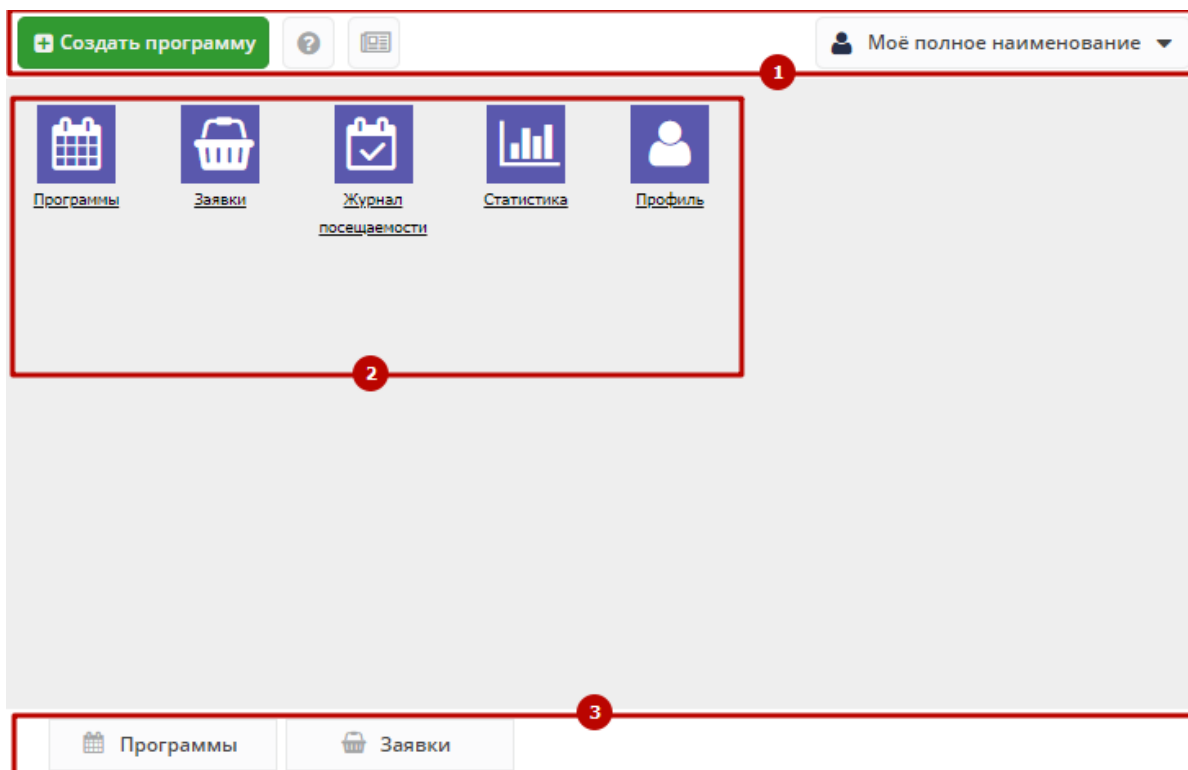 Создать программу
Моё полное наименование
1
Программы
Заявки
Журнал
посещаемости
Статистика
Профиль
2
3
Программы
Заявки